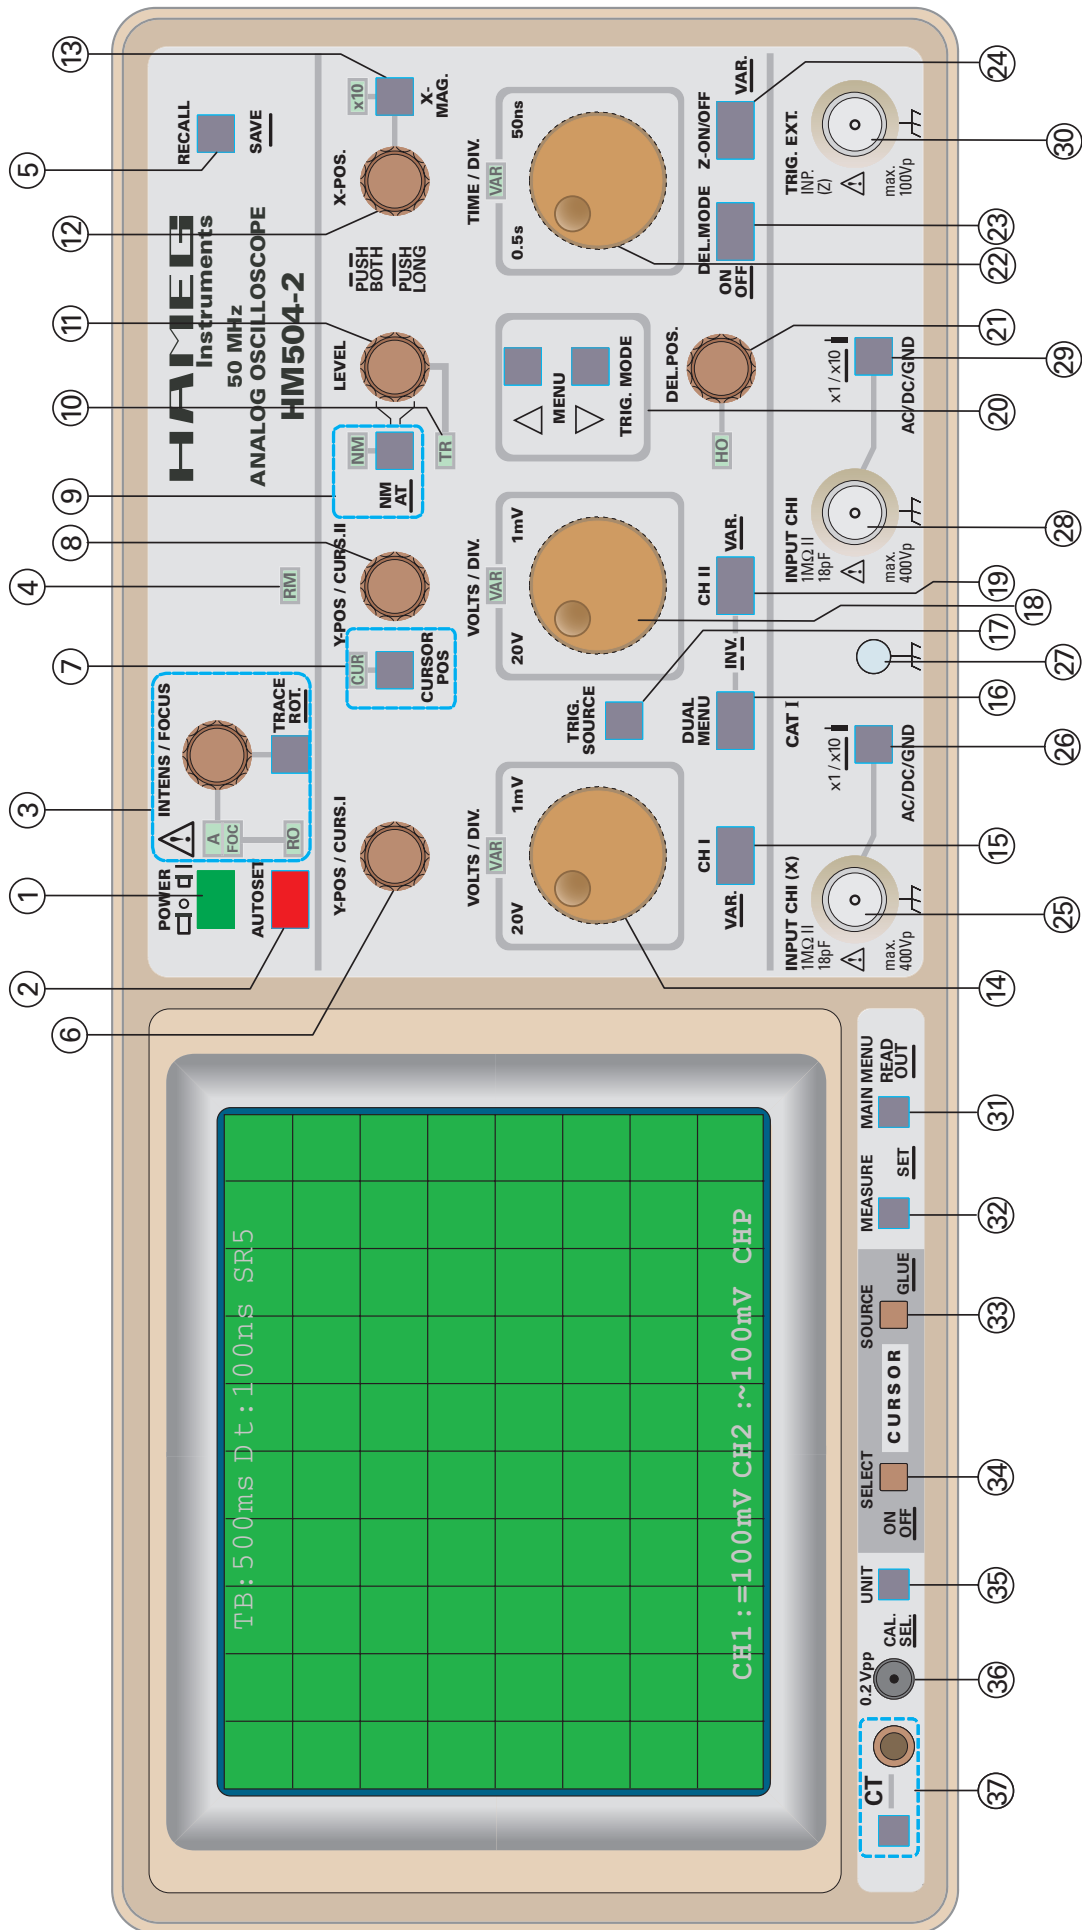 HAMEG
Instruments
50 MHz
ANALOG OSCILLOSCOPE
HM504-2
1
2
3
4
5
POWER
AUTOSET
INTENS / FOCUS
A
FOC
RO
TRACE
ROT.
RM
RECALL
SAVE
6
7
8
9
10
11
12
13
Y-POS / CURS.I
CUR
CURSOR
POS
Y-POS / CURS.II
NM
NM
AT
TR
LEVEL
PUSH
BOTH
PUSH
LONG
X-POS.
x10
X-
MAG.
VOLTS / DIV.
VAR
20V
1mV
VOLTS / DIV.
VAR
20V
1mV
TRIG.
SOURCE
MENU
TRIG. MODE
TIME / DIV.
VAR
0.5s
50ns
VAR.
CH I
DUAL
MENU
INV.
CH II
VAR.
HO
DEL.POS.
ON
OFF
DEL.MODE
Z-ON/OFF
VAR.
14
15
16
17
18
19
20
21
22
23
24
CAT I
INPUT CHI (X)
1MΩ II
18pF
max.
400Vp
x1 / x10
AC/DC/GND
INPUT CHI
1MΩ II
18pF
max.
400Vp
x1 / x10
AC/DC/GND
TRIG. EXT.
INP.
(Z)
max.
100Vp
25
26
27
28
29
30
TB:500ms Dt:100ns SR5
CH1:=100mV CH2 :~100mV CHP
CT
0.2 Vpp
CAL.
SEL.
UNIT
ON
OFF
SELECT
CURSOR
SOURCE
GLUE
MEASURE
SET
MAIN MENU
READ
OUT
37
36
35
34
33
32
31